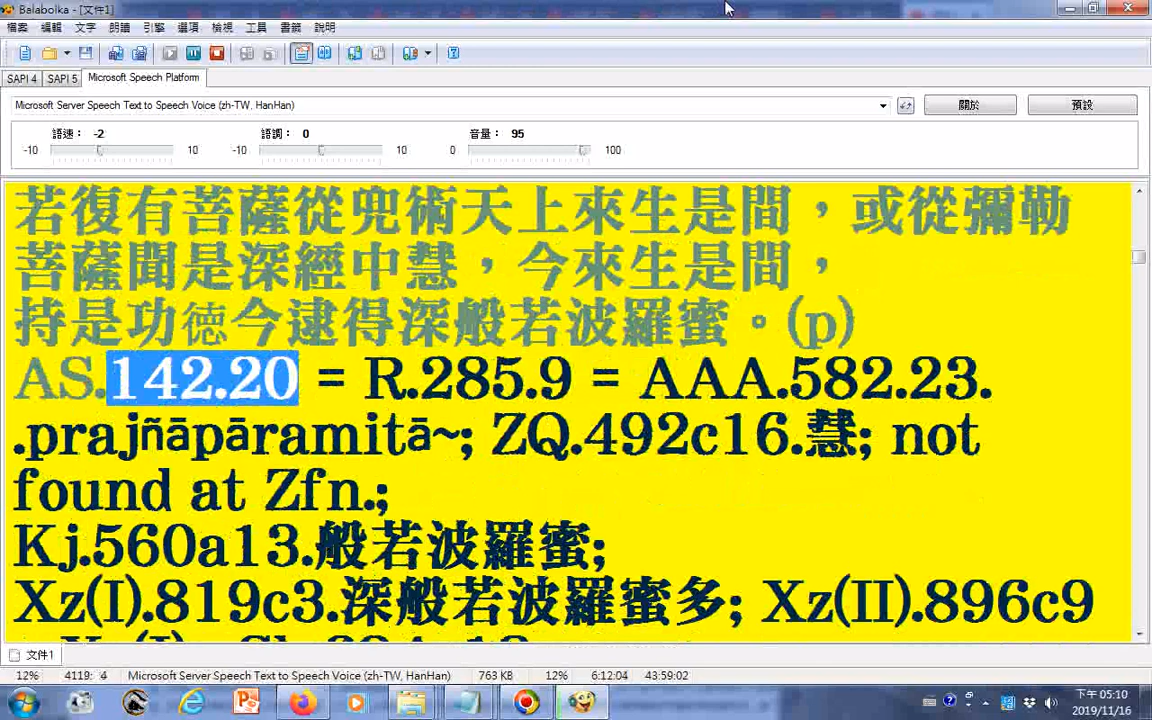 Balabolka - [文件1]
檔案 編輯 文字 朗讀 引擎 選項 檢視 工具 書籤 說明
SAPI 4 SAPI 5 Microsoft Speech Platform
Microsoft Server Speech Text to Speech Voice (zh-TW, HanHan) 關於 預設
語速： -2 語調： 0 音量： 95
-10 10 -10 10 0 100
若復有菩薩從兜術天上來生是間，或從彌勒
菩薩聞是深經中慧，今來生是間，
持是功德今逮得深般若波羅蜜。(p)
AS.142.20 = R.285.9 = AAA.582.23.
.prajñāpāramitā~; ZQ.492c16.慧; not
found at Zfn.;
Kj.560a13.般若波羅蜜;
Xz(I).819c3.深般若波羅蜜多; Xz(II).896c9
文件1
12% 4119: 4 Microsoft Server Speech Text to Speech Voice (zh-TW, HanHan) 763 KB 12% 6:12:04 43:59:02
下午 05:10
2019/11/16